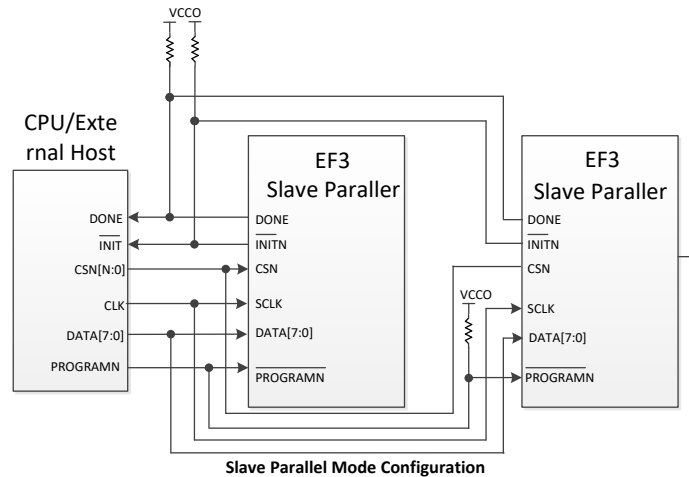 VCCO
CPU/Exte
rnal Host
DONE
INIT
CSN[N:0]
CLK
DATA[7:0]
PROGRAMN
EF3
Slave Paraller
DONE
INITN
CSN
SCLK
DATA[7:0]
PROGRAMN
VCCO
EF3
Slave Paraller
DONE
INITN
CSN
SCLK
DATA[7:0]
PROGRAMN
Slave Parallel Mode Configuration